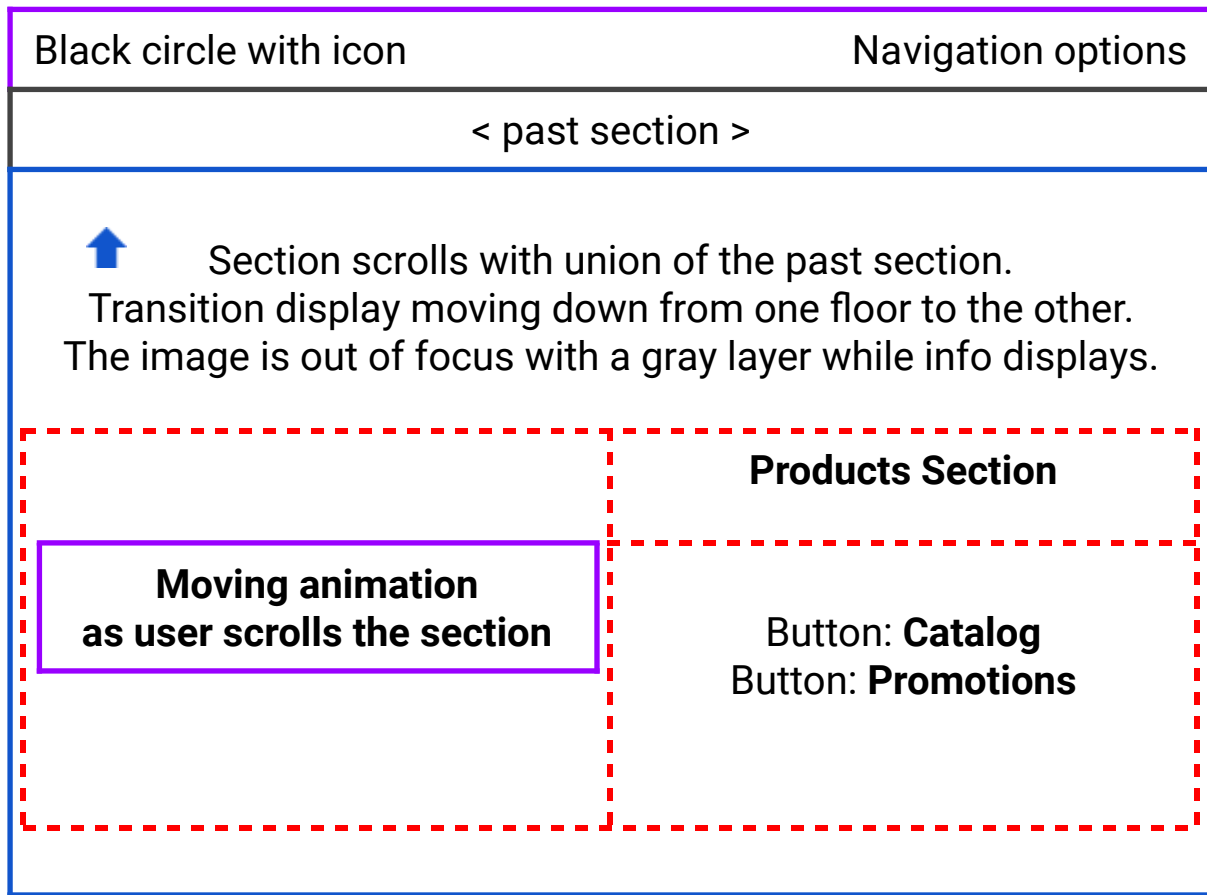 Black circle with icon
Navigation options
< past section >
Section scrolls with union of the past section.
Transition display moving down from one floor to the other.
The image is out of focus with a gray layer while info displays.
Products Section
Moving animation
as user scrolls the section
Button: Catalog
Button: Promotions